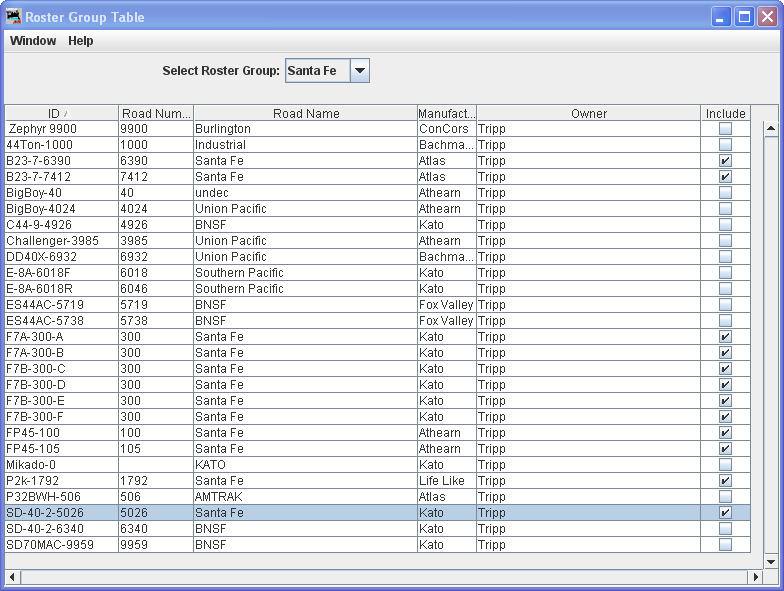 Roster Group Table
Window Help
Select Roster Group: Santa Fe
ID Road Num... Road Name Manufact... Owner Include
Zephyr 9900 9900 Burlington ConCors Tripp
44Ton-1000 1000 Industrial Bachma... Tripp
B23-7-6390 6390 Santa Fe Atlas Tripp
B23-7-7412 7412 Santa Fe Atlas Tripp
BigBoy-40 40 undec Athearn Tripp
BigBoy-4024 4024 Union Pacific Athearn Tripp
C44-9-4926 4926 BNSF Kato Tripp
Challenger-3985 3985 Union Pacific Athearn Tripp
DD40X-6932 6932 Union Pacific Bachma... Tripp
E-8A-6018F 6018 Southern Pacific Kato Tripp
E-8A-6018R 6046 Southern Pacific Kato Tripp
ES44AC-5719 5719 BNSF Fox Valley Tripp
ES44AC-5738 5738 BNSF Fox Valley Tripp
F7A-300-A 300 Santa Fe Kato Tripp
F7A-300-B 300 Santa Fe Kato Tripp
F7B-300-C 300 Santa Fe Kato Tripp
F7B-300-D 300 Santa Fe Kato Tripp
F7B-300-E 300 Santa Fe Kato Tripp
F7B-300-F 300 Santa Fe Kato Tripp
FP45-100 100 Santa Fe Athearn Tripp
FP45-105 105 Santa Fe Athearn Tripp
Mikado-0 KATO Kato Tripp
P2k-1792 1792 Santa Fe Life Like Tripp
P32BWH-506 506 AMTRAK Atlas Tripp
SD-40-2-5026 5026 Santa Fe Kato Tripp
SD-40-2-6340 6340 BNSF Kato Tripp
SD70MAC-9959 9959 BNSF Kato Tripp